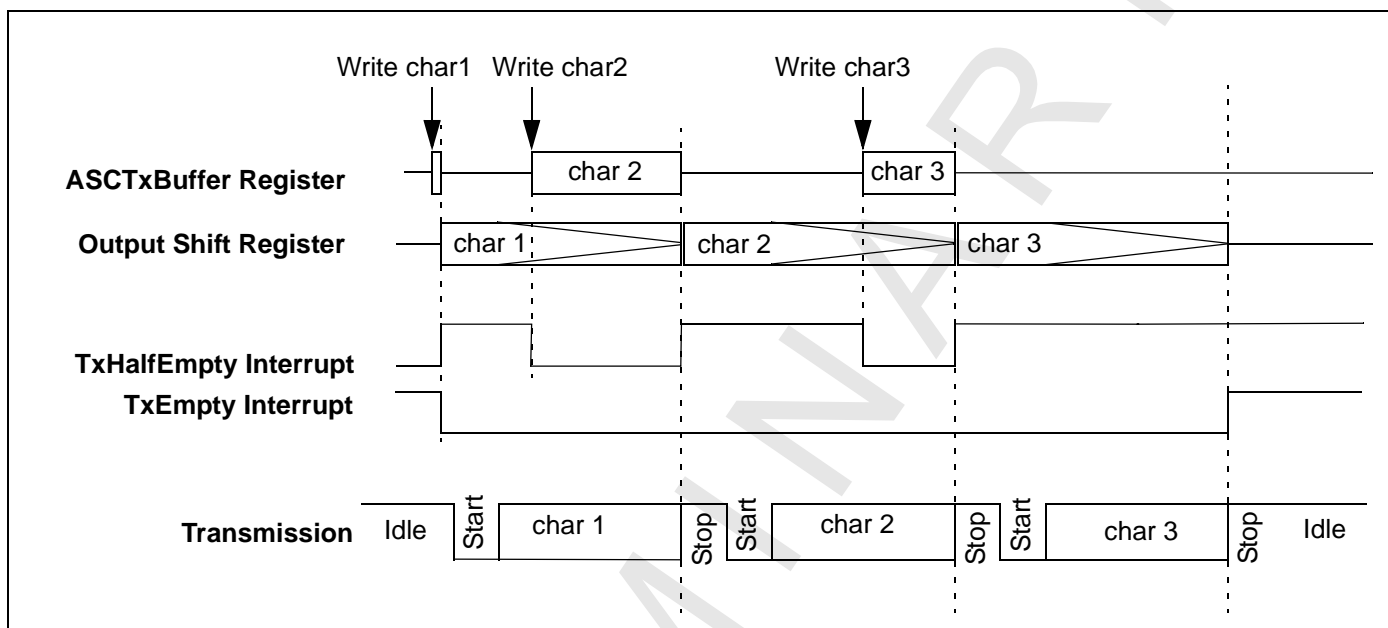 Write char1 Write char2 Write char3
ASCTxBuffer Register char 2 char 3
Output Shift Register char 1 char 2 char 3
TxHalfEmpty Interrupt
TxEmpty Interrupt
Transmission Idle Start char 1 Stop Start char 2 Stop Start char 3 Stop Idle
MINAR